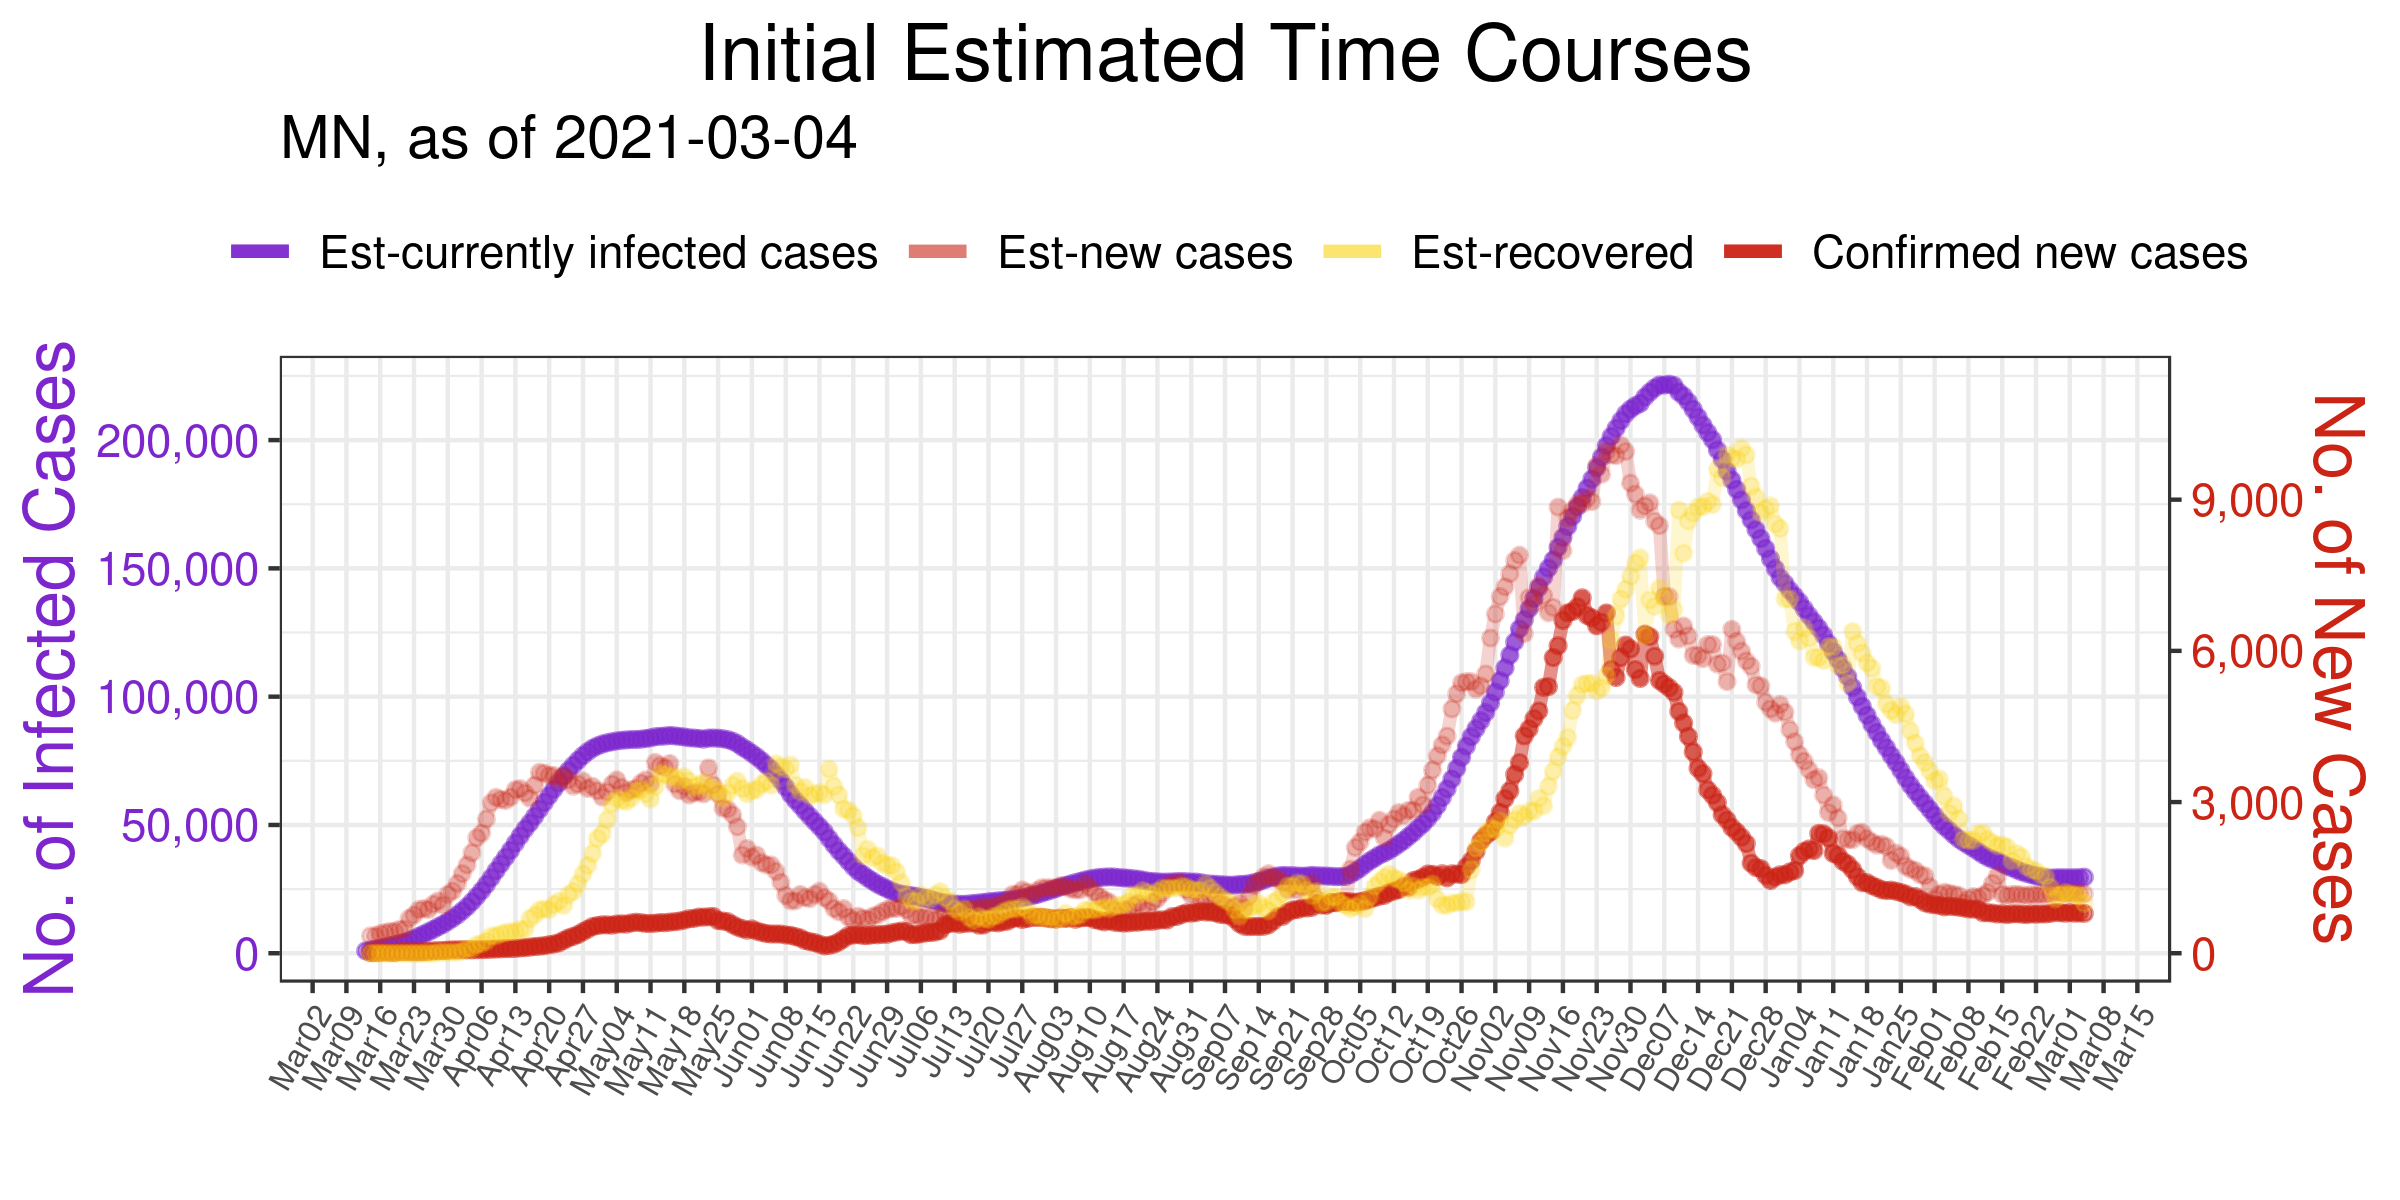 Initial Estimated Time Courses
MN, as of 2021-03-04
Est-currently infected cases Est-new cases Est-recovered Confirmed new cases
No. of Infected Cases
200,000
150,000
100,000
50,000
0
9,000
6,000
3,000
0
No. of New Cases
Mar02 Mar09 Mar16 Mar23 Mar30 Apr06 Apr13 Apr20 Apr27 May04 May11 May18 May25 Jun01 Jun08 Jun15 Jun22 Jun29 Jul06 Jul13 Jul20 Jul27 Aug03 Aug10 Aug17 Aug24 Aug31 Sep07 Sep14 Sep21 Sep28 Oct05 Oct12 Oct19 Oct26 Nov02 Nov09 Nov16 Nov23 Nov30 Dec07 Dec14 Dec21 Dec28 Jan04 Jan11 Jan18 Jan25 Feb01 Feb08 Feb15 Feb22 Mar01 Mar08 Mar15